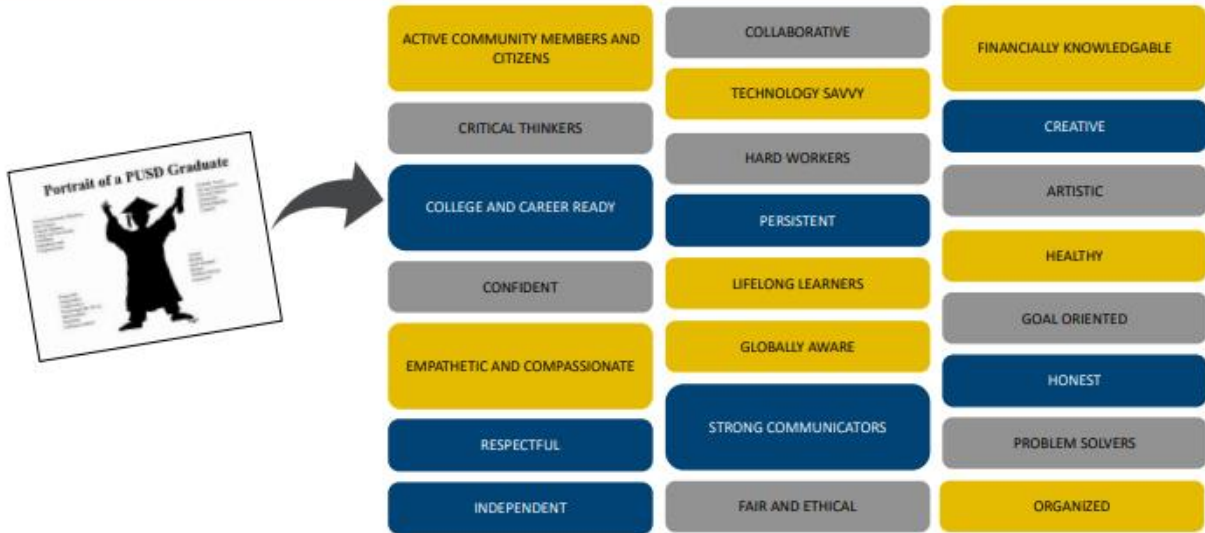 Portrait of a PUSD Graduate
ACTIVE COMMUNITY MEMBERS AND
CITIZENS
CRITICAL THINKERS
COLLEGE AND CAREER READY
CONFIDENT
EMPATHETIC AND COMPASSIONATE
RESPECTFUL
INDEPENDENT
COLLABORATIVE
TECHNOLOGY SAVVY
HARD WORKERS
PERSISTENT
LIFELONG LEARNERS
GLOBALLY AWARE
STRONG COMMUNICATORS
FAIR AND ETHICAL
FINANCIALLY KNOWLEDGABLE
CREATIVE
ARTISTIC
HEALTHY
GOAL ORIENTED
HONEST
PROBLEM SOLVERS
ORGANIZED